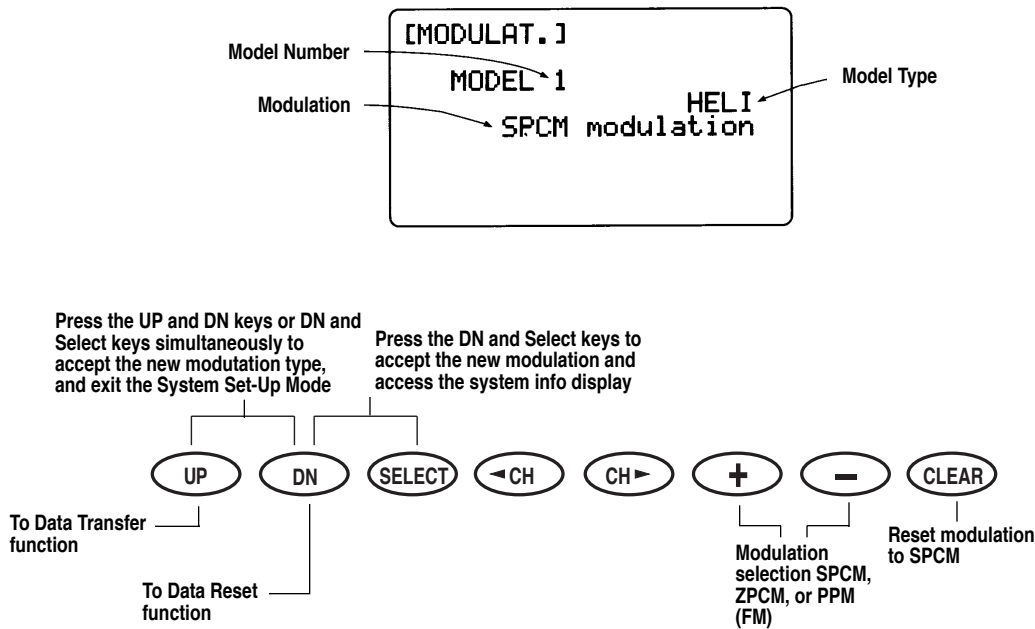 [MODULAT.]
Model Number
MODEL 1
Model Type
HELI
Modulation
SPCM modulation
Press the UP and DN keys or DN and
Select keys simultaneously to
accept the new modutation type,
and exit the System Set-Up Mode
Press the DN and Select keys to
accept the new modulation and
access the system info display
UP
DN
SELECT
◄CH
CH►
+
−
CLEAR
To Data Transfer
function
To Data Reset
function
Modulation
selection SPCM,
ZPCM, or PPM
(FM)
Reset modulation
to SPCM